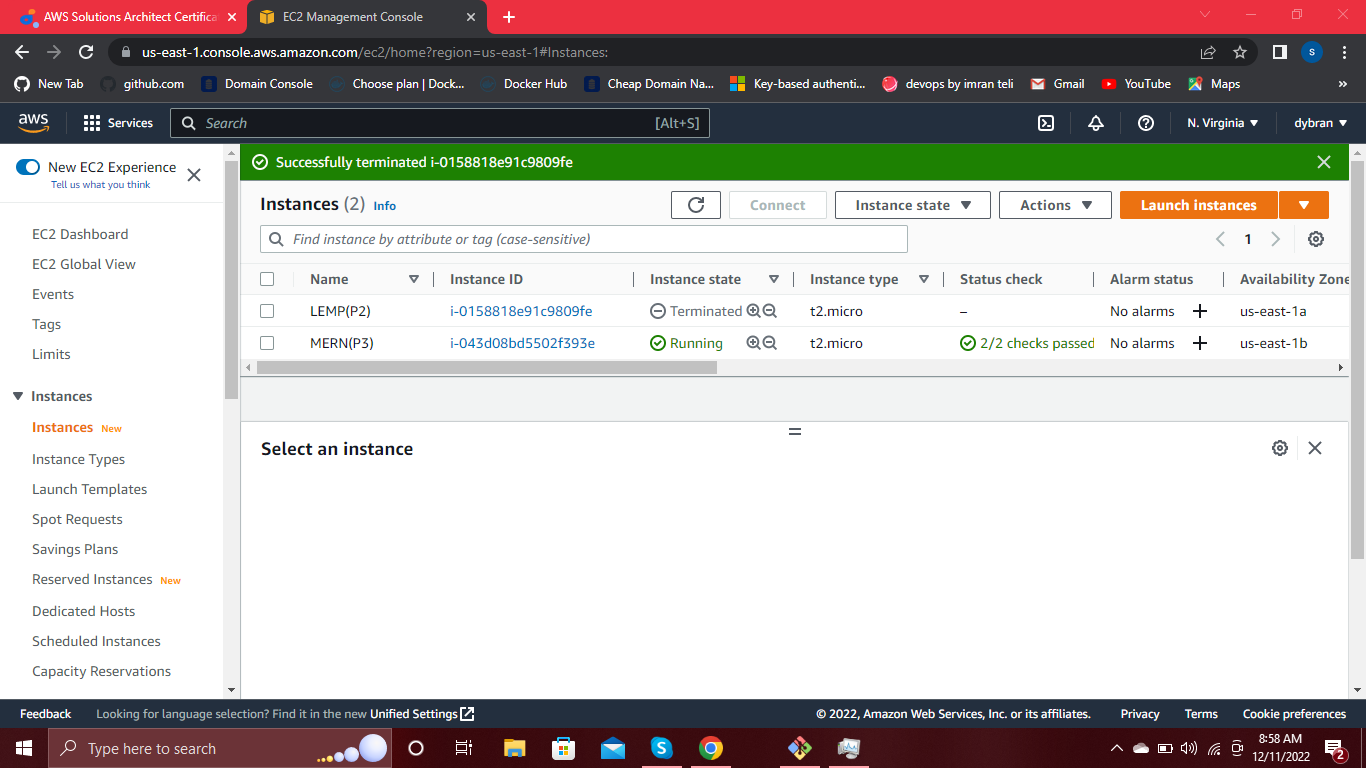 AWS Solutions Architect Certifica
EC2 Management Console
us-east-1.console.aws.amazon.com/ec2/home?region=us-east-1#Instances:
S
New Tab
github.com
Domain Console
Choose plan | Dock...
Docker Hub
Cheap Domain Na...
Key-based authenti...
devops by imran teli
Gmail
YouTube
Maps
»
aws
Services
Search
[Alt+S]
N. Virginia
dybran
New EC2 Experience
Tell us what you think
EC2 Dashboard
EC2 Global View
Events
Tags
Limits
Instances
Instances New
Instance Types
Launch Templates
Spot Requests
Savings Plans
Reserved Instances New
Dedicated Hosts
Scheduled Instances
Capacity Reservations
Successfully terminated i-0158818e91c9809fe
Instances (2) Info
Connect
Instance state
Actions
Launch instances
Find instance by attribute or tag (case-sensitive)
1
Name Instance ID Instance state Instance type Status check Alarm status Availability Zone
LEMP(P2) i-0158818e91c9809fe Terminated t2.micro – No alarms + us-east-1a
MERN(P3) i-043d08bd5502f393e Running t2.micro 2/2 checks passed No alarms + us-east-1b
Select an instance
Feedback
Looking for language selection? Find it in the new Unified Settings
© 2022, Amazon Web Services, Inc. or its affiliates.
Privacy
Terms
Cookie preferences
Type here to search
8:58 AM
12/11/2022
2